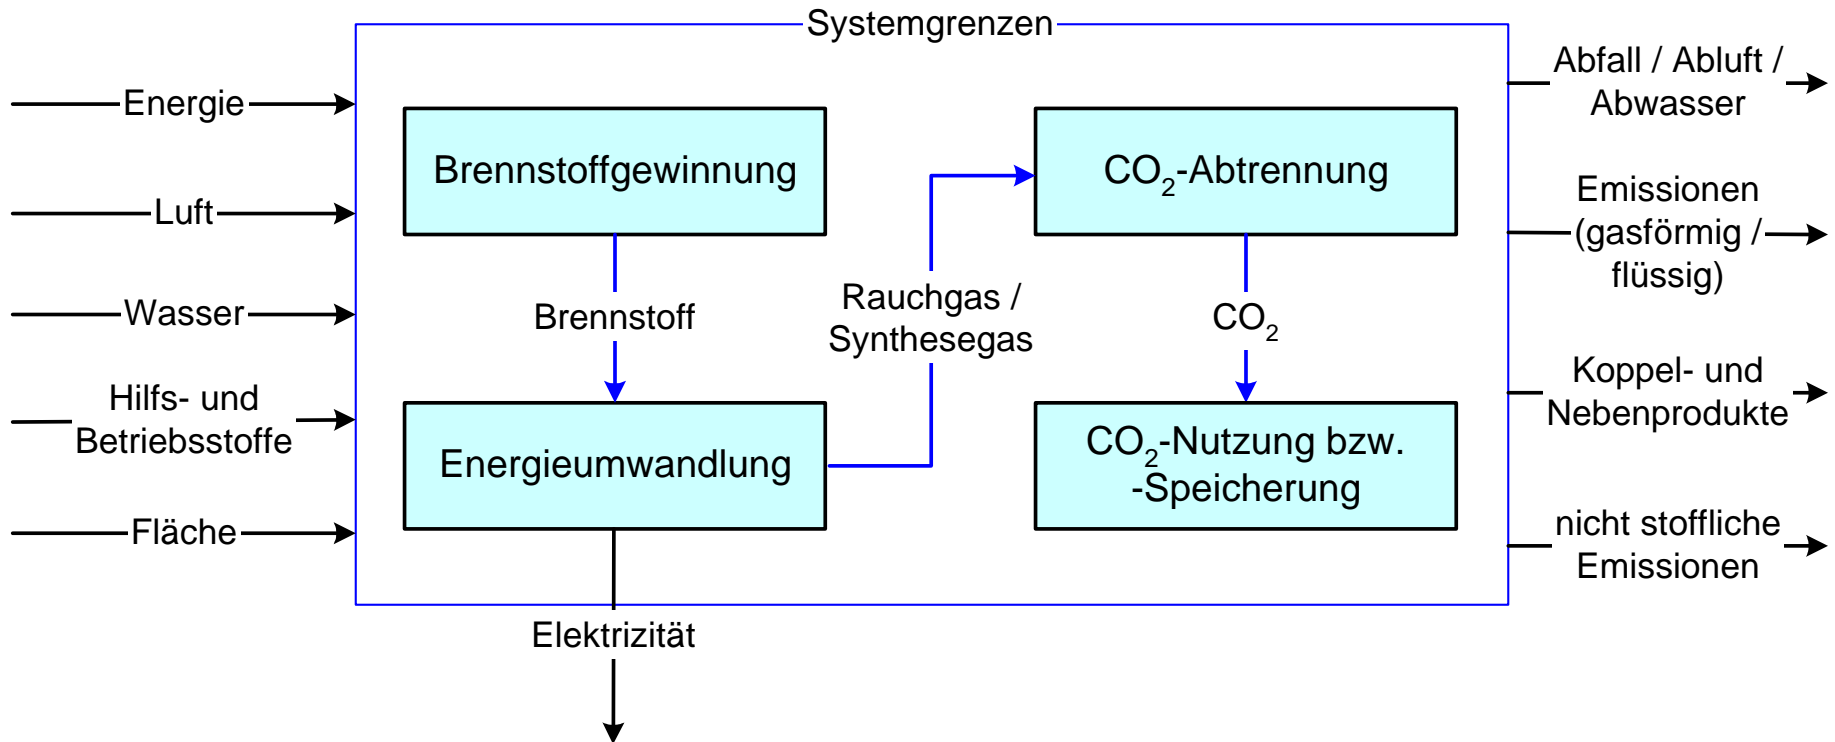 Systemgrenzen
Energie
Luft
Wasser
Hilfs- und
Betriebsstoffe
Fläche
Brennstoffgewinnung
Brennstoff
Energieumwandlung
Elektrizität
Rauchgas /
Synthesegas
CO₂-Abtrennung
CO₂
CO₂-Nutzung bzw.
-Speicherung
Abfall / Abluft /
Abwasser
Emissionen
(gasförmig /
flüssig)
Koppel- und
Nebenprodukte
nicht stoffliche
Emissionen